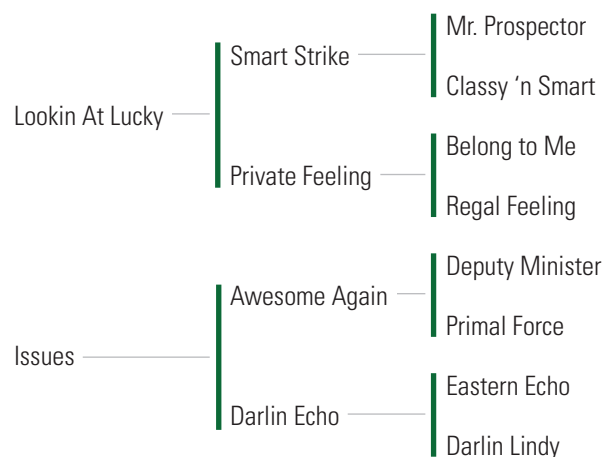 Mr. Prospector
Smart Strike
Classy ‘n Smart
Lookin At Lucky
Belong to Me
Private Feeling
Regal Feeling
Deputy Minister
Awesome Again
Primal Force
Issues
Eastern Echo
Darlin Echo
Darlin Lindy